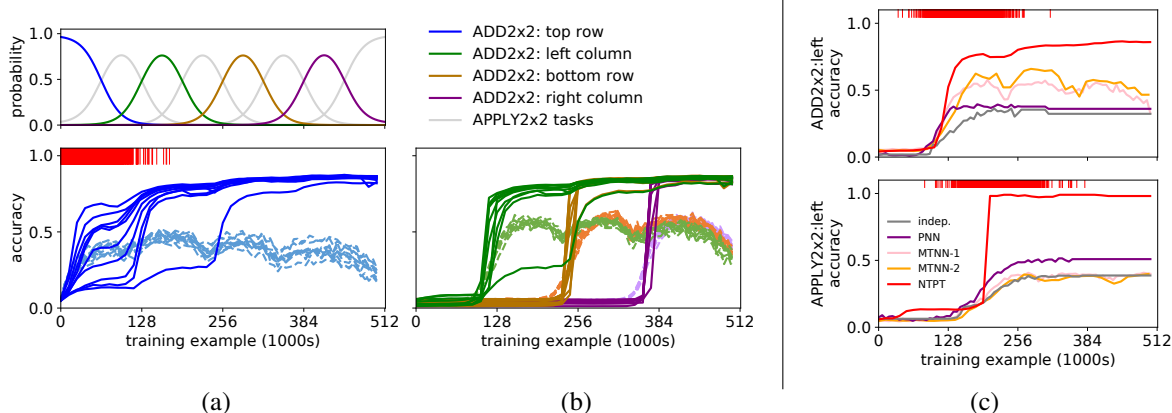 probability
1.0
0.5
0.0
ADD2x2: top row
ADD2x2: left column
ADD2x2: bottom row
ADD2x2: right column
APPLY2x2 tasks
accuracy
1.0
0.5
0.0
0
128
256
384
512
training example (1000s)
0
128
256
384
512
training example (1000s)
(a)
(b)
ADD2x2:left
accuracy
1.0
0.5
0.0
APPLY2x2:left
accuracy
1.0
0.5
0.0
indep.
PNN
MTNN-1
MTNN-2
NTPT
0
128
256
384
512
training example (1000s)
(c)